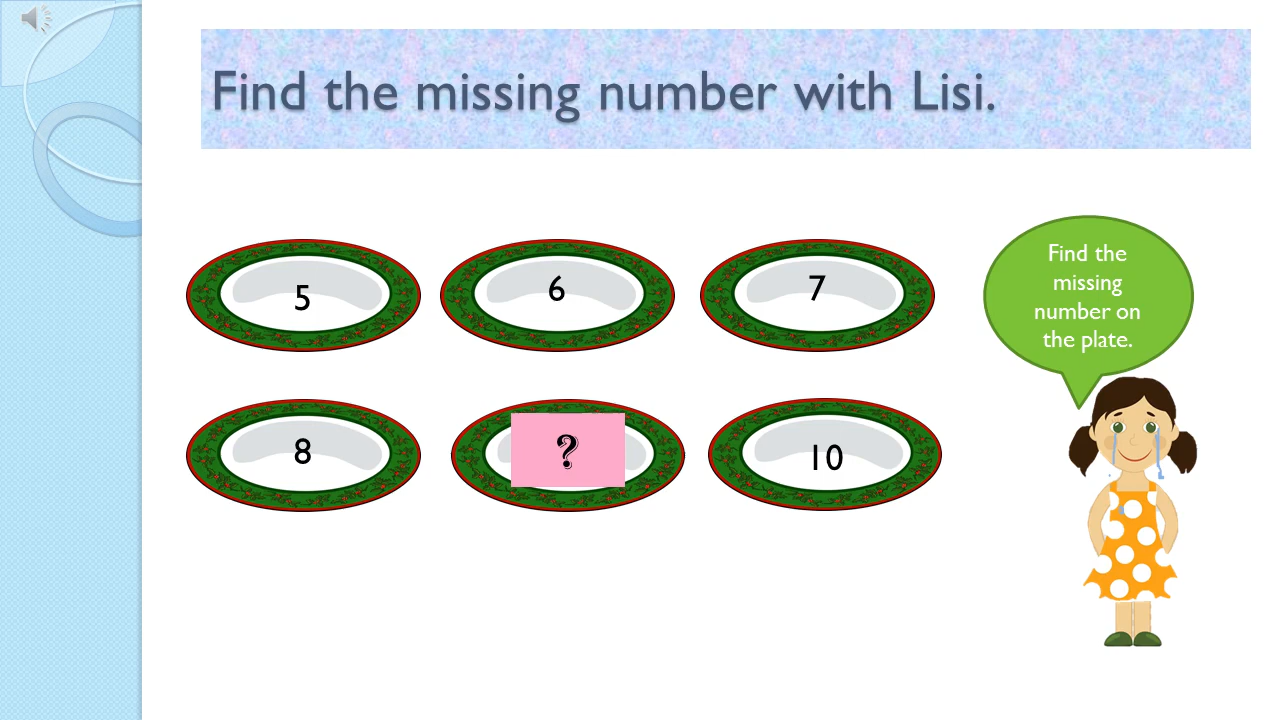 Find the missing number with Lisi.
5 6 7
Find the
missing
number on
the plate.
8 ? 10